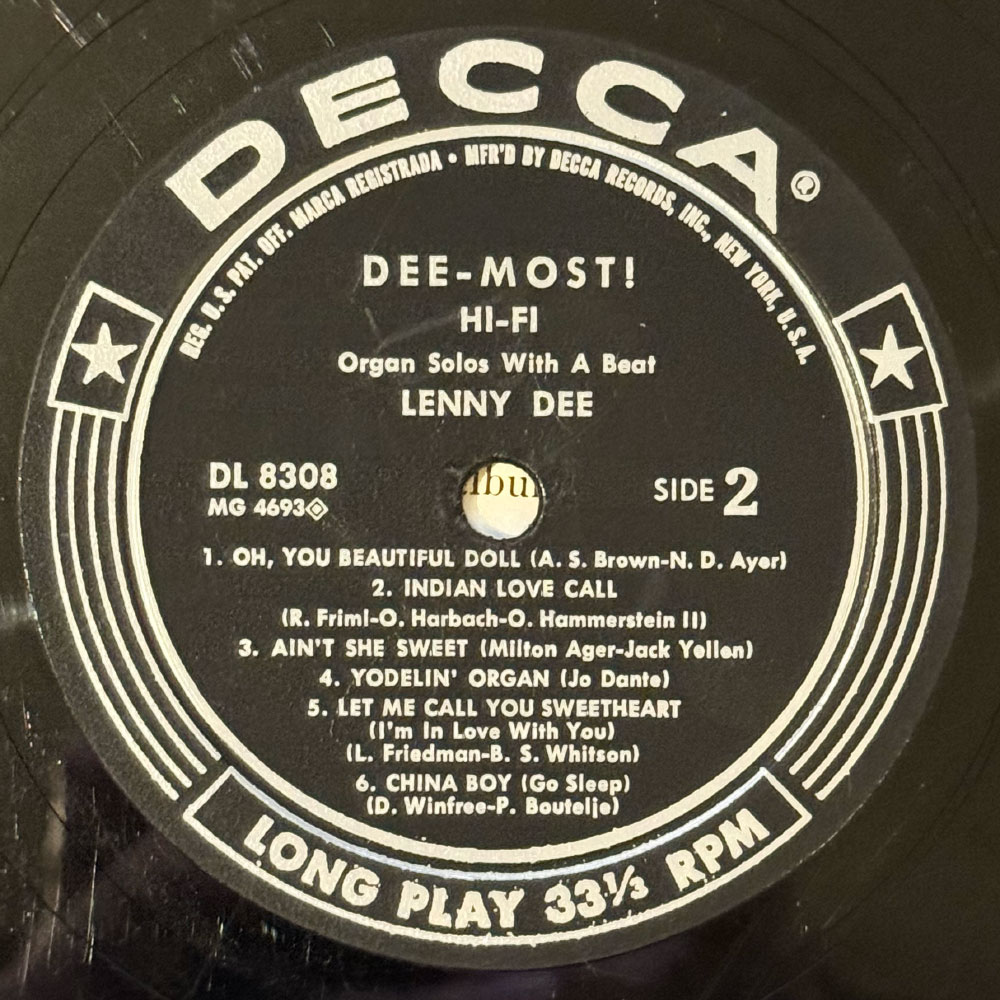 DECCA®
REG. U.S. PAT. OFF. MARCA REGISTRADA • MFR'D BY DECCA RECORDS, INC., NEW YORK, U.S.A.
DEE-MOST!
HI-FI
Organ Solos With A Beat
LENNY DEE
DL 8308
MG 4693
SIDE 2
1. OH, YOU BEAUTIFUL DOLL (A. S. Brown-N. D. Ayer)
2. INDIAN LOVE CALL
(R. Friml-O. Harbach-O. Hammerstein II)
3. AIN'T SHE SWEET (Milton Ager-Jack Yellen)
4. YODELIN' ORGAN (Jo Dante)
5. LET ME CALL YOU SWEETHEART
(I'm In Love With You)
(L. Friedman-B. S. Whitson)
6. CHINA BOY (Go Sleep)
(D. Winfree-P. Boutelje)
LONG PLAY 33⅓ RPM